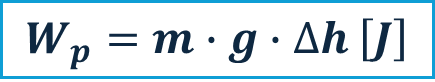 W_p = m · g · Δh [J]